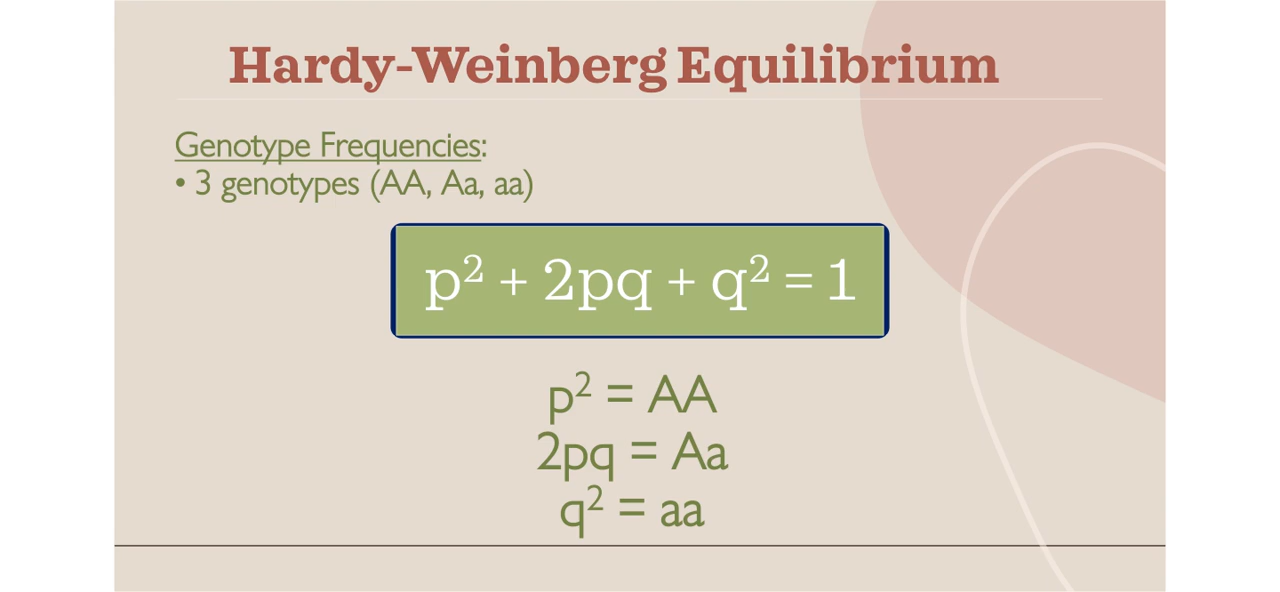 Hardy-Weinberg Equilibrium
Genotype Frequencies:
• 3 genotypes (AA, Aa, aa)
p² + 2pq + q² = 1
p² = AA
2pq = Aa
q² = aa